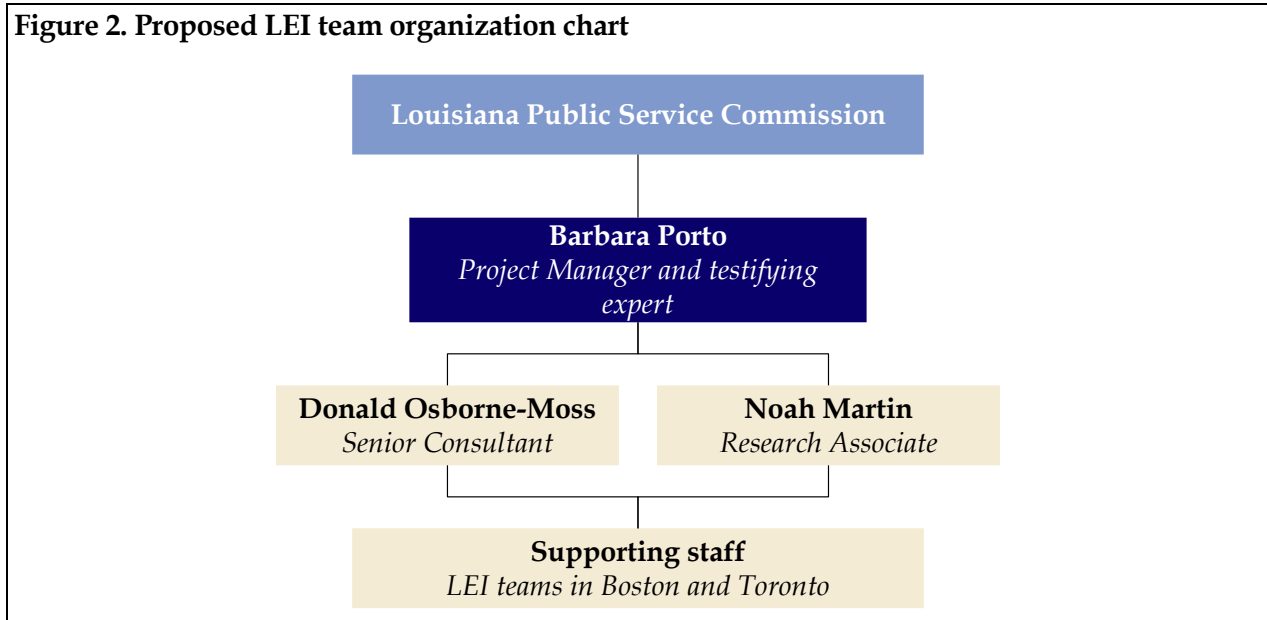 Figure 2. Proposed LEI team organization chart
Louisiana Public Service Commission
Barbara Porto
Project Manager and testifying
expert
Donald Osborne-Moss
Senior Consultant
Noah Martin
Research Associate
Supporting staff
LEI teams in Boston and Toronto